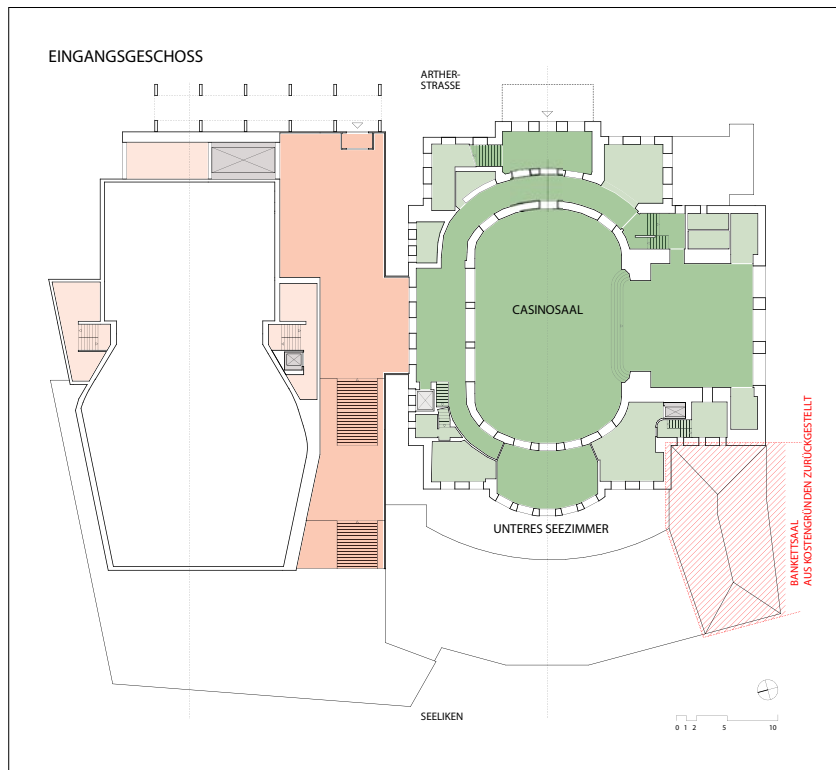 EINGANGSGESCHOSS
ARTHER-
STRASSE
CASINOSAAL
UNTERES SEEZIMMER
BANKETTSAAL
AUS KOSTENGRÜNDEN ZURÜCKGESTELLT
SEELIKEN
0 1 2 5 10